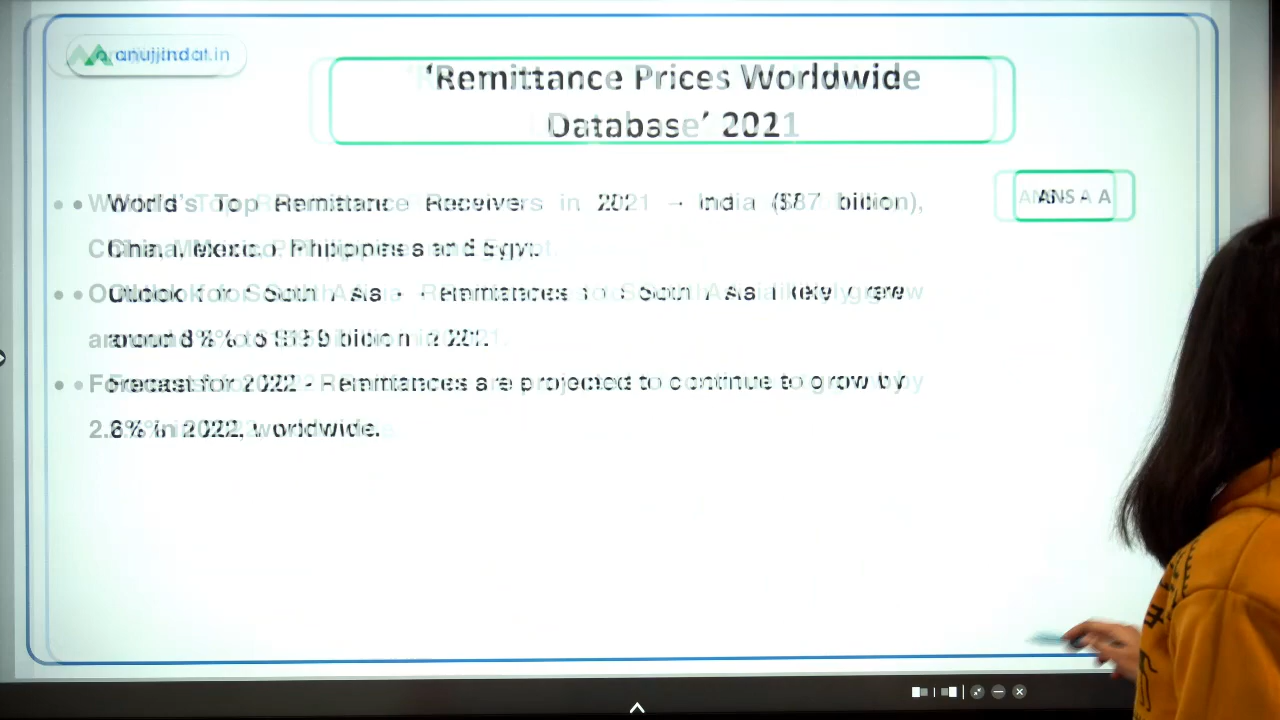 anujjindal.in
‘Remittance Prices Worldwide
Database’ 2021
• World’s Top Remittance Receivers in 2021 – India ($87 billion),
ANS - A
China, Mexico, Philippines and Egypt.
• Outlook for South Asia - Remittances to South Asia likely grew
around 8% to $159 billion in 2021.
• Forecast for 2022 - Remittances are projected to continue to grow by
2.6% in 2022, worldwide.